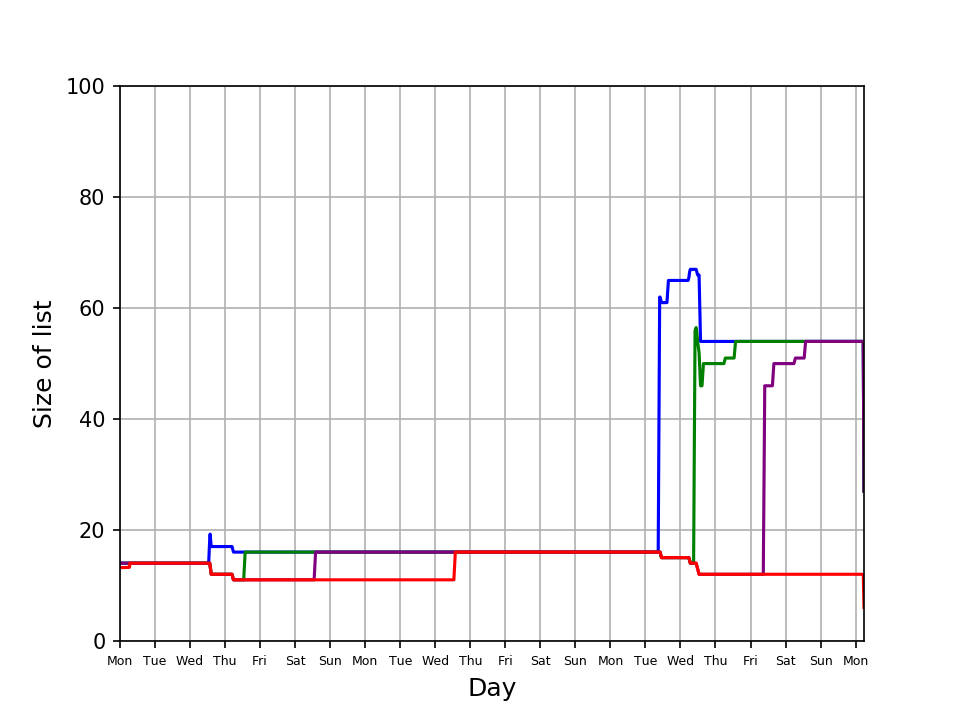 100
80
60
40
20
0
Size of list
Mon Tue Wed Thu Fri Sat Sun Mon Tue Wed Thu Fri Sat Sun Mon Tue Wed Thu Fri Sat Sun Mon
Day